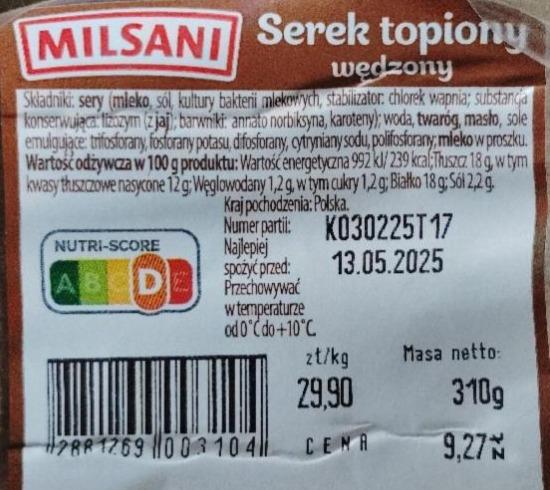 MILSANI
Serek topiony
wędzony
Składniki: sery (mleko, sól, kultury bakterii mlekowych, stabilizator: chlorek wapnia; substancja
konserwująca: lizozym (z jaj); barwniki: annato norbiksyna, karoteny); woda, twaróg, masło, sole
emulgujące: trifosforany, fosforany potasu, difosforany, cytryniany sodu, polifosforany; mleko w proszku.
Wartość odżywcza w 100 g produktu: Wartość energetyczna 992 kJ/ 239 kcal; Tłuszcz 18 g, w tym
kwasy tłuszczowe nasycone 12 g; Węglowodany 1,2 g, w tym cukry 1,2 g; Białko 18 g; Sól 2,2 g.
Kraj pochodzenia: Polska.
Numer partii: K030225T17
Najlepiej
spożyć przed: 13.05.2025
Przechowywać
w temperaturze
od 0°C do +10°C
NUTRI-SCORE
A B C D E
zł/kg Masa netto:
29,90 310g
CENA 9,27 zł
2881269 003104